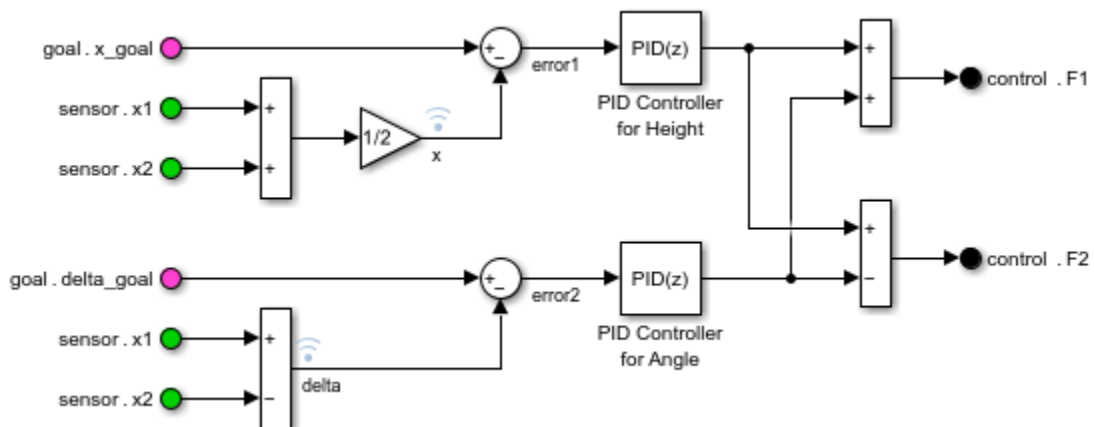 goal . x_goal
+
−
error1
PID(z)
PID Controller
for Height
+
+
control . F1
sensor . x1
+
sensor . x2
+
1/2
x
goal . delta_goal
+
−
error2
PID(z)
PID Controller
for Angle
+
−
control . F2
sensor . x1
+
sensor . x2
−
delta